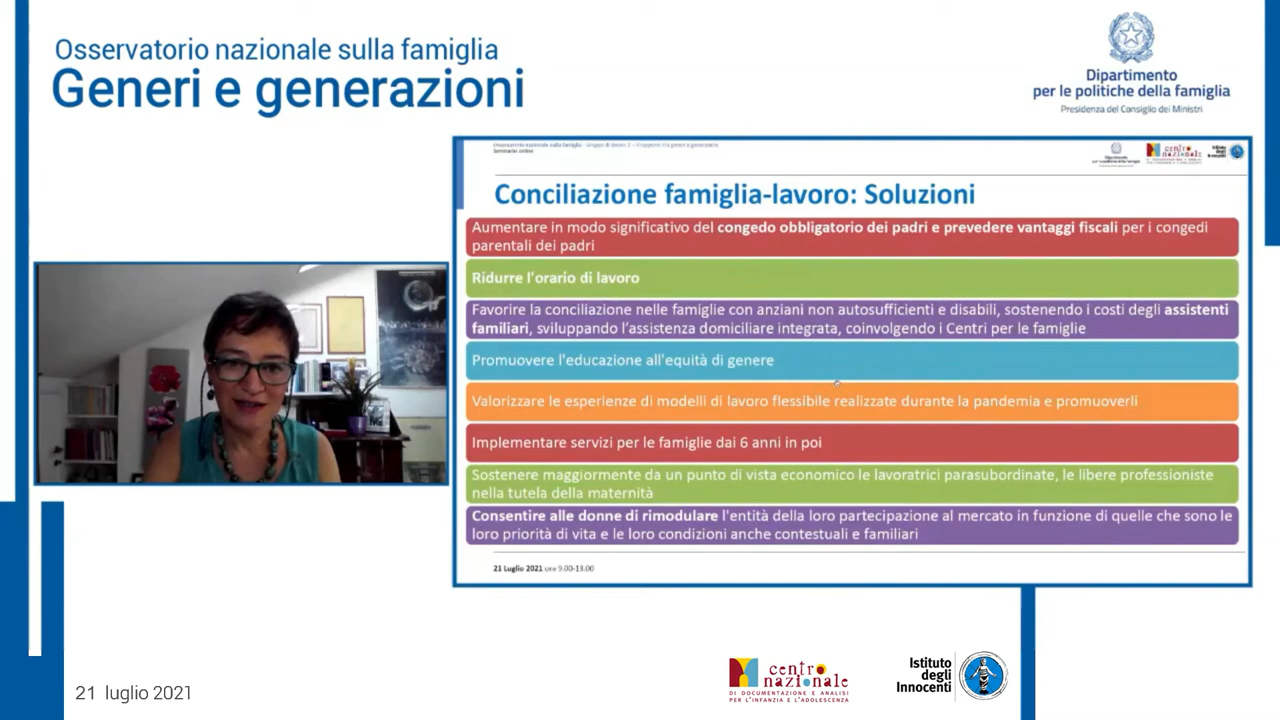 Osservatorio nazionale sulla famiglia
Generi e generazioni
Dipartimento
per le politiche della famiglia
Presidenza del Consiglio dei Ministri
Osservatorio nazionale sulla famiglia - Gruppo di lavoro 2 – Il rapporto tra generi e generazione
Seminario online
centro
nazionale
Istituto
degli
Innocenti
Conciliazione famiglia-lavoro: Soluzioni
Aumentare in modo significativo del congedo obbligatorio dei padri e prevedere vantaggi fiscali per i congedi
parentali dei padri
Ridurre l'orario di lavoro
Favorire la conciliazione nelle famiglie con anziani non autosufficienti e disabili, sostenendo i costi degli assistenti
familiari, sviluppando l'assistenza domiciliare integrata, coinvolgendo i Centri per le famiglie
Promuovere l'educazione all'equità di genere
Valorizzare le esperienze di modelli di lavoro flessibile realizzate durante la pandemia e promuoverli
Implementare servizi per le famiglie dai 6 anni in poi
Sostenere maggiormente da un punto di vista economico le lavoratrici parasubordinate, le libere professioniste
nella tutela della maternità
Consentire alle donne di rimodulare l'entità della loro partecipazione al mercato in funzione di quelle che sono le
loro priorità di vita e le loro condizioni anche contestuali e familiari
21 Luglio 2021 ore 9.00-13.00
21 luglio 2021
centro
nazionale
DI DOCUMENTAZIONE E ANALISI
PER L'INFANZIA E L'ADOLESCENZA
Istituto
degli
Innocenti